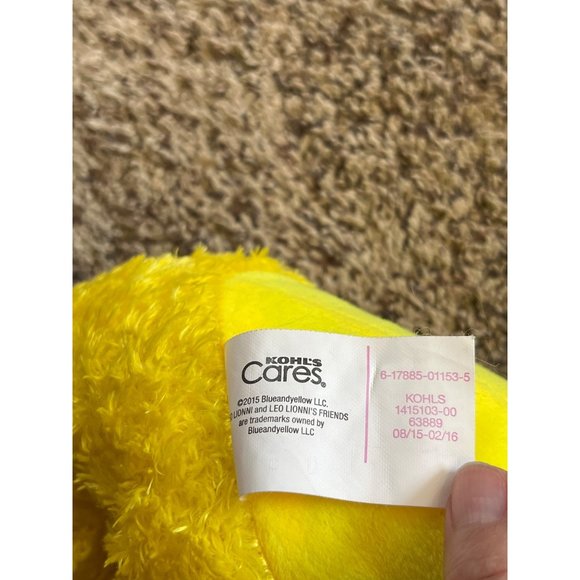 KOHL'S
Cares®
©2015 Blueandyellow LLC.
LIONNI and LEO LIONNI'S FRIENDS
are trademarks owned by
Blueandyellow LLC
6-17885-01153-5
KOHLS
1415103-00
63889
08/15-02/16